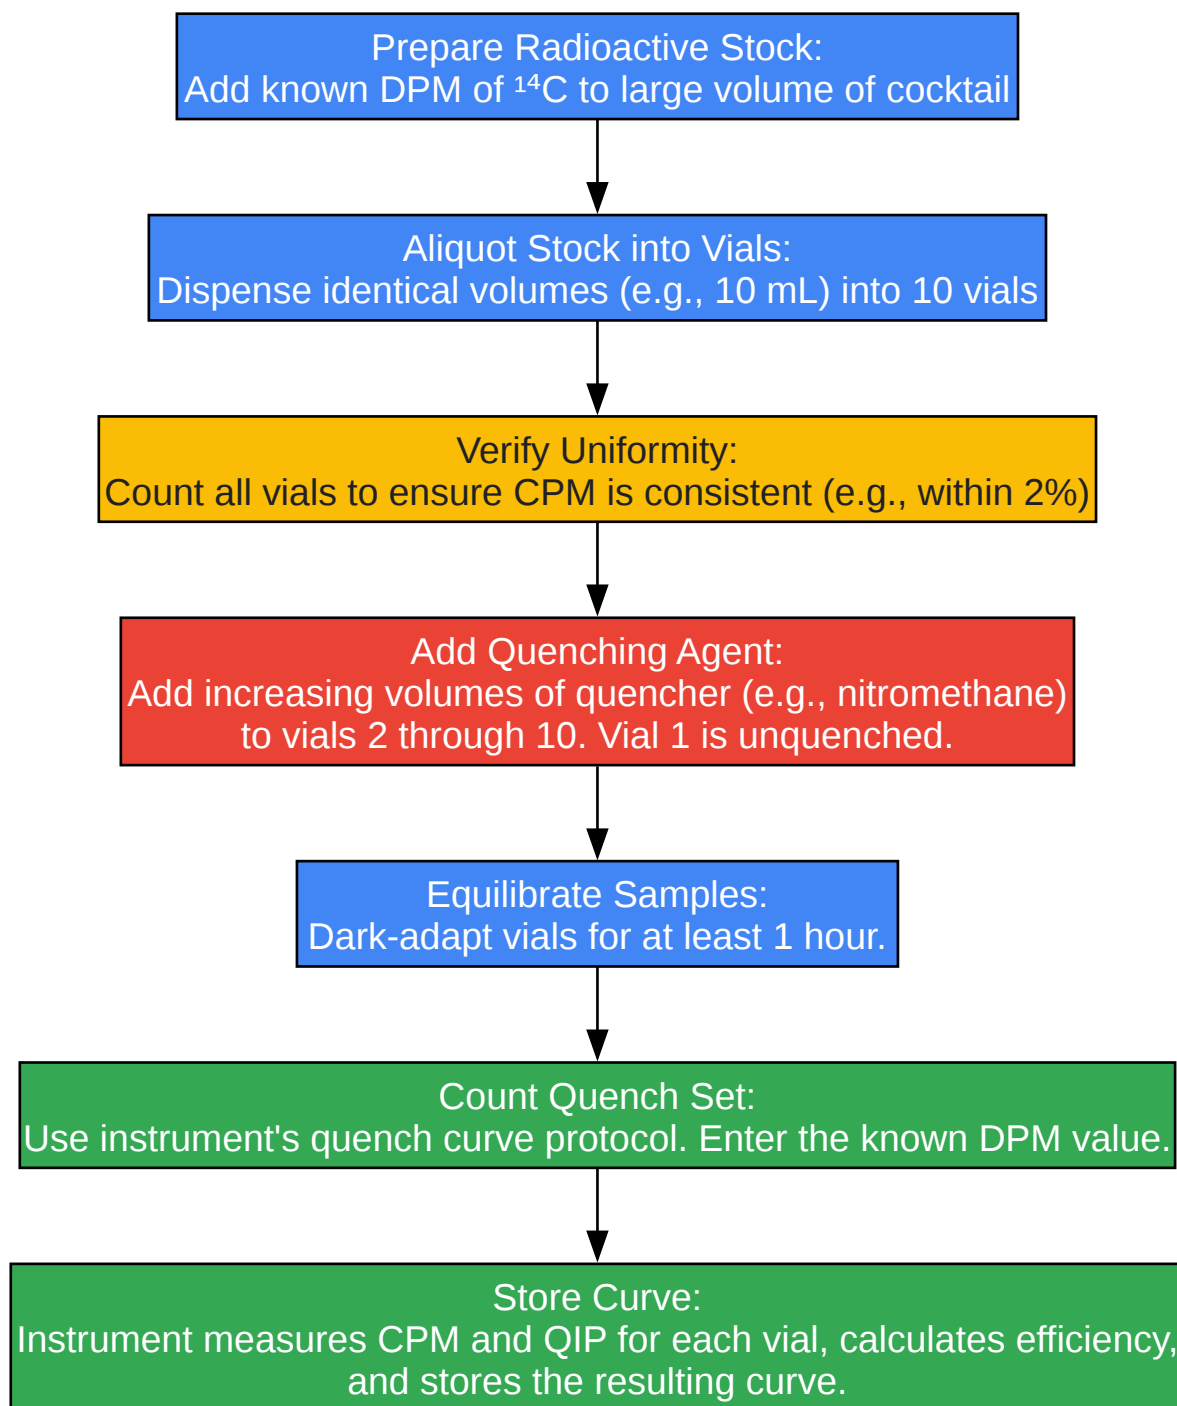 Prepare Radioactive Stock:
Add known DPM of ¹⁴C to large volume of cocktail
Aliquot Stock into Vials:
Dispense identical volumes (e.g., 10 mL) into 10 vials
Verify Uniformity:
Count all vials to ensure CPM is consistent (e.g., within 2%)
Add Quenching Agent:
Add increasing volumes of quencher (e.g., nitromethane)
to vials 2 through 10. Vial 1 is unquenched.
Equilibrate Samples:
Dark-adapt vials for at least 1 hour.
Count Quench Set:
Use instrument's quench curve protocol. Enter the known DPM value.
Store Curve:
Instrument measures CPM and QIP for each vial, calculates efficiency,
and stores the resulting curve.